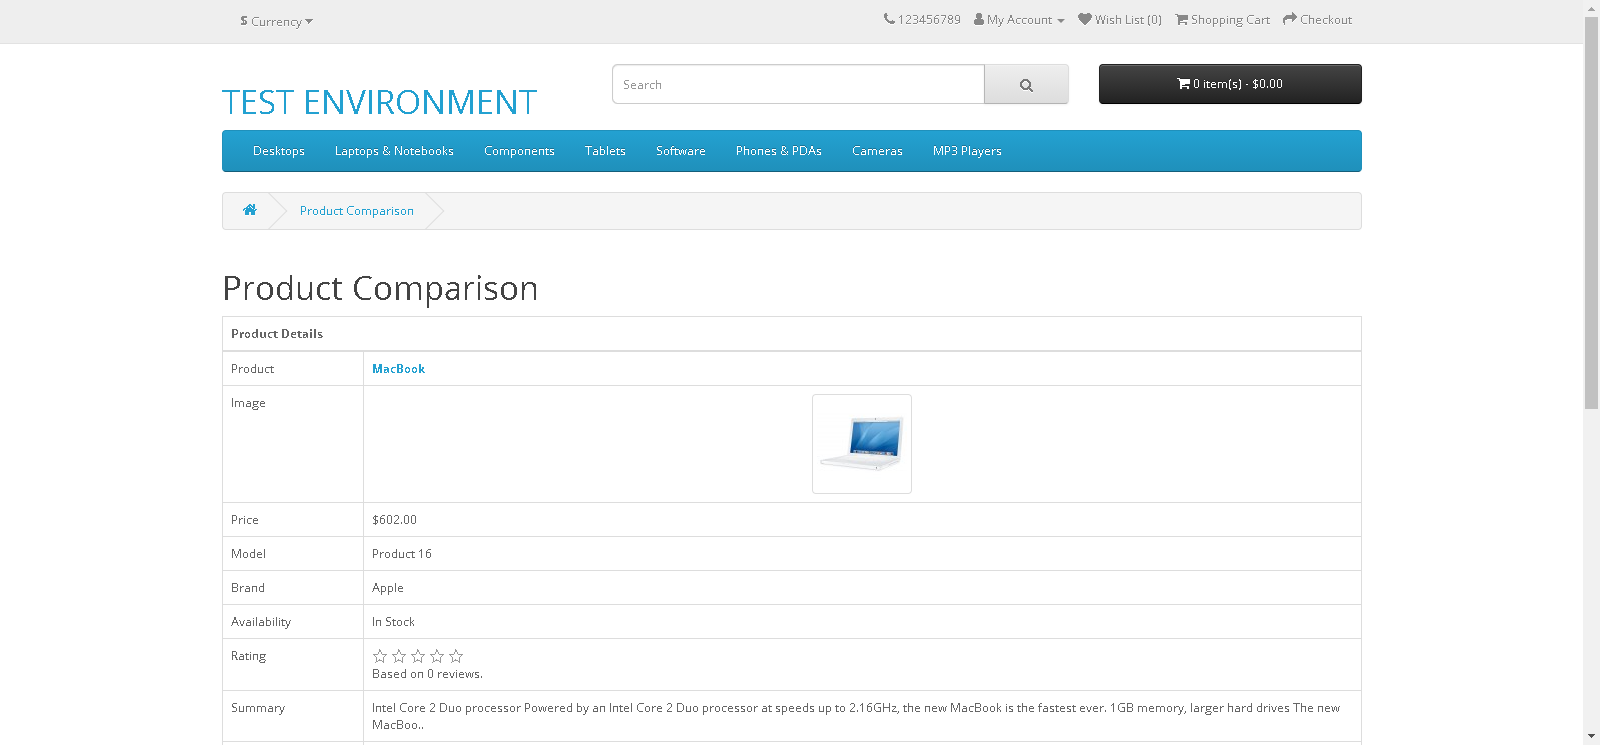 $ Currency
123456789 My Account Wish List (0) Shopping Cart Checkout
TEST ENVIRONMENT
Search
0 item(s) - $0.00
Desktops Laptops & Notebooks Components Tablets Software Phones & PDAs Cameras MP3 Players
Product Comparison
Product Comparison
Product Details
Product MacBook
Image
Price $602.00
Model Product 16
Brand Apple
Availability In Stock
Rating
Based on 0 reviews.
Summary Intel Core 2 Duo processor Powered by an Intel Core 2 Duo processor at speeds up to 2.16GHz, the new MacBook is the fastest ever. 1GB memory, larger hard drives The new
MacBoo..